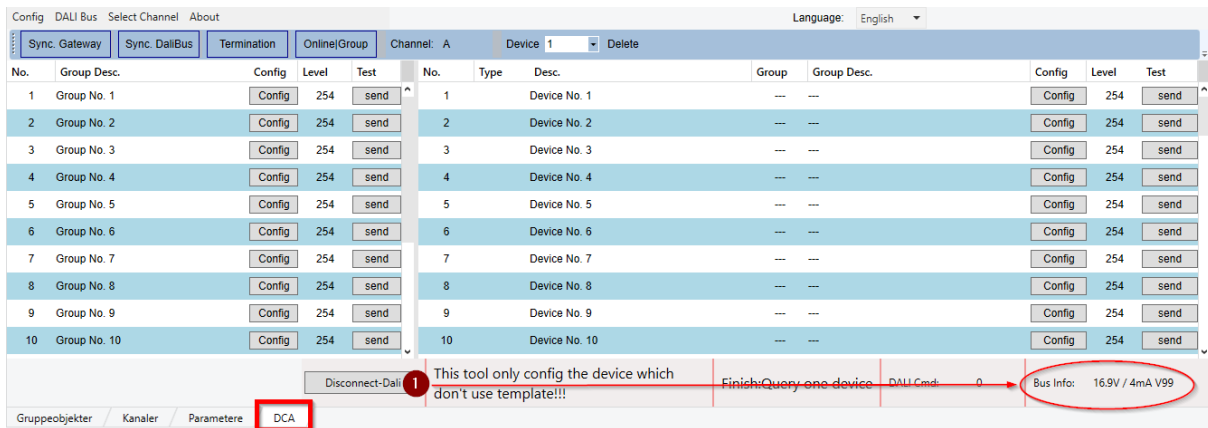 Config DALI Bus Select Channel About Language: English
Sync. Gateway Sync. DaliBus Termination Online|Group Channel: A Device 1 Delete
No. Group Desc. Config Level Test No. Type Desc. Group Group Desc. Config Level Test
1 Group No. 1 Config 254 send 1 Device No. 1 --- --- Config 254 send
2 Group No. 2 Config 254 send 2 Device No. 2 --- --- Config 254 send
3 Group No. 3 Config 254 send 3 Device No. 3 --- --- Config 254 send
4 Group No. 4 Config 254 send 4 Device No. 4 --- --- Config 254 send
5 Group No. 5 Config 254 send 5 Device No. 5 --- --- Config 254 send
6 Group No. 6 Config 254 send 6 Device No. 6 --- --- Config 254 send
7 Group No. 7 Config 254 send 7 Device No. 7 --- --- Config 254 send
8 Group No. 8 Config 254 send 8 Device No. 8 --- --- Config 254 send
9 Group No. 9 Config 254 send 9 Device No. 9 --- --- Config 254 send
10 Group No. 10 Config 254 send 10 Device No. 10 --- --- Config 254 send
Disconnect-Dali 1 This tool only config the device which
don't use template!!!
Finish:Query one device DALI Cmd: 0 Bus Info: 16.9V / 4mA V99
Gruppeobjekter Kanaler Parametere DCA